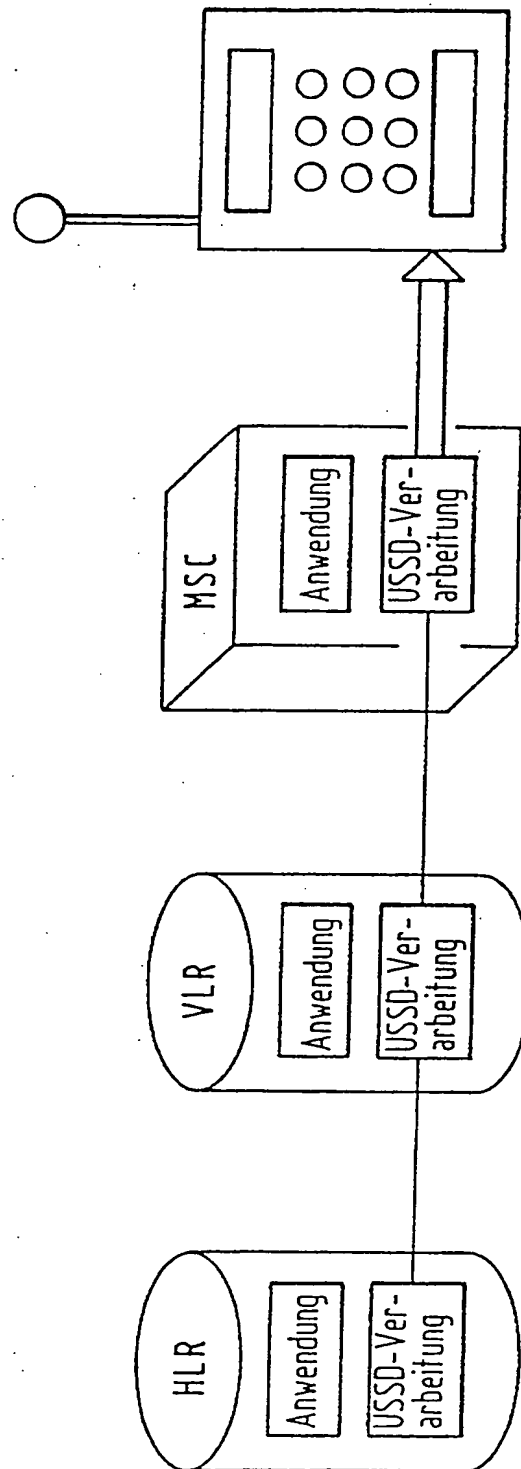 HLR
Anwendung
USSD-Ver-
arbeitung
VLR
Anwendung
USSD-Ver-
arbeitung
MSC
Anwendung
USSD-Ver-
arbeitung